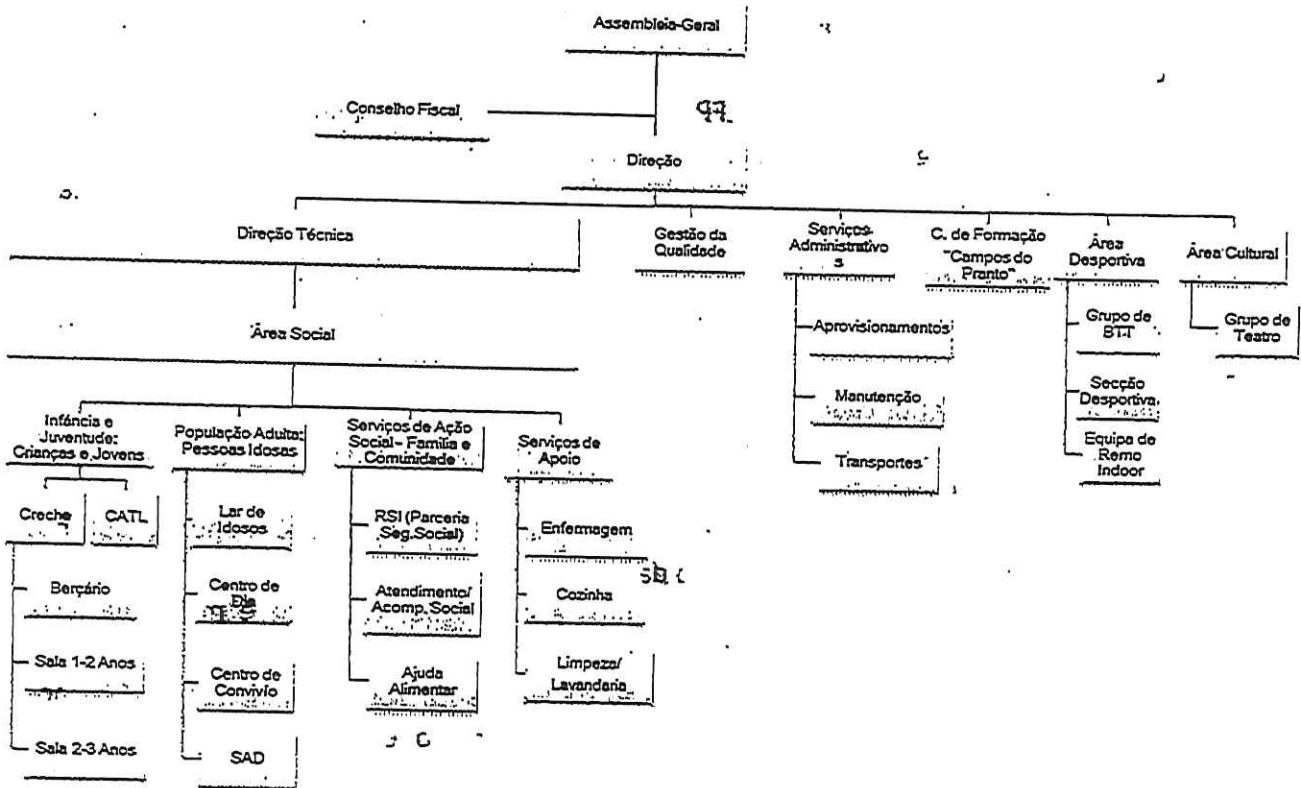 Assembleia-Geral
Conselho Fiscal
Direção
Direção Técnica
Gestão da
Qualidade
Serviços
Administrativo
s
C. de Formação
"Campos do
Pranto"
Área
Desportiva
Área Cultural
Aprovisionamentos
Manutenção
Transportes
Grupo de
BTT
Secção
Desportiva
Equipa de
Remo
Indoor
Grupo de
Teatro
Área Social
Infância e
Juventude:
Crianças e Jovens
População Adulta:
Pessoas Idosas
Serviços de Ação
Social - Família e
Comunidade
Serviços de
Apoio
Creche
CATL
Berçário
Sala 1-2 Anos
Sala 2-3 Anos
Lar de
Idosos
Centro de
Dia
Centro de
Convívio
SAD
RSI (Parceria
Seg.Social)
Atendimento/
Acomp. Social
Ajuda
Alimentar
Enfermagem
Cozinha
Limpeza/
Lavandaria